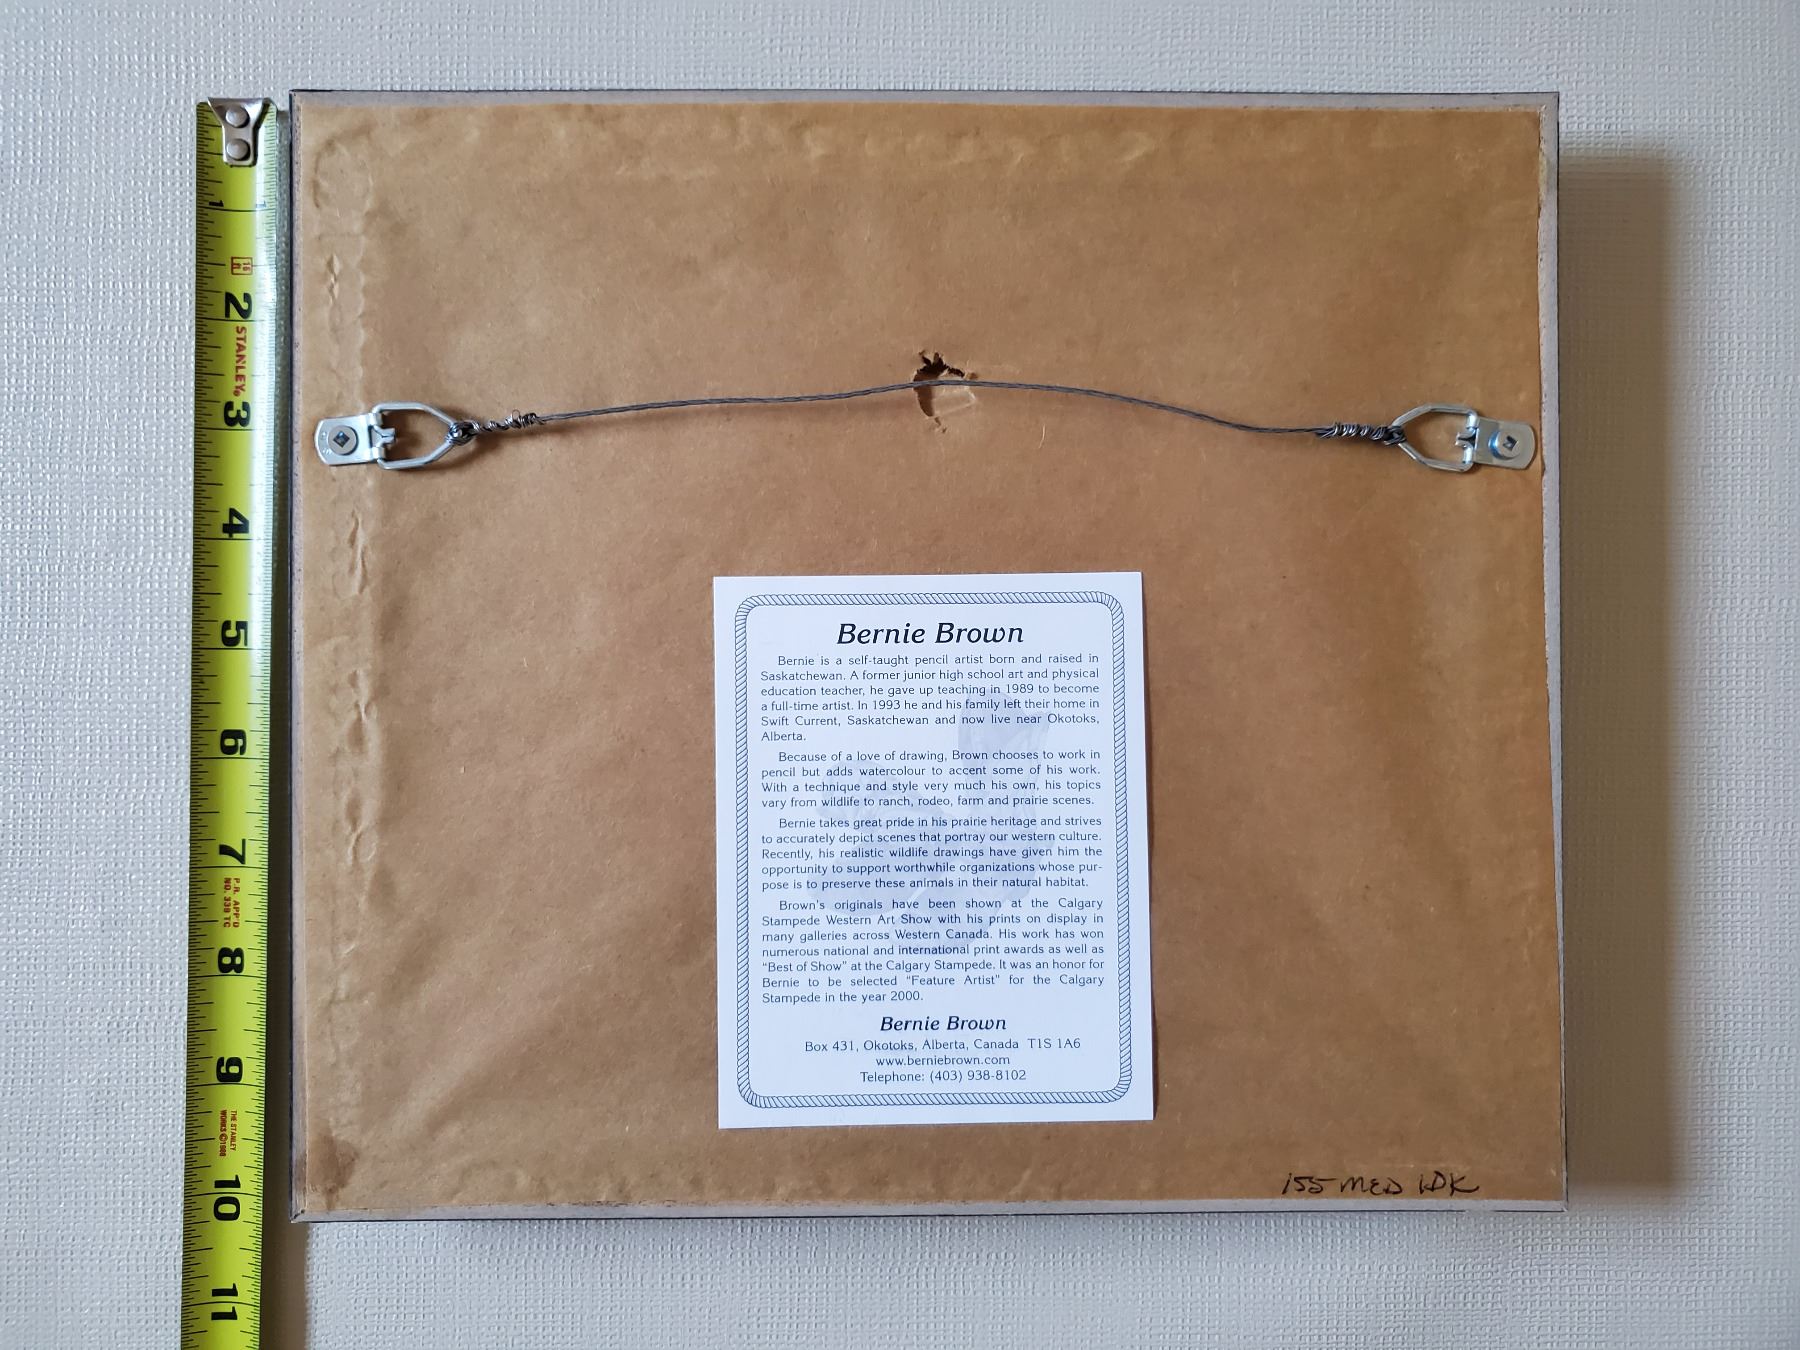 1
1
16 ft
2
STANLEY®
3
4
5
6
7
P.R. APP'D
NO. 338 TC
8
9
THE STANLEY
WORKS ©1998
10
11
Bernie Brown
Bernie is a self-taught pencil artist born and raised in
Saskatchewan. A former junior high school art and physical
education teacher, he gave up teaching in 1989 to become
a full-time artist. In 1993 he and his family left their home in
Swift Current, Saskatchewan and now live near Okotoks,
Alberta.
Because of a love of drawing, Brown chooses to work in
pencil but adds watercolour to accent some of his work.
With a technique and style very much his own, his topics
vary from wildlife to ranch, rodeo, farm and prairie scenes.
Bernie takes great pride in his prairie heritage and strives
to accurately depict scenes that portray our western culture.
Recently, his realistic wildlife drawings have given him the
opportunity to support worthwhile organizations whose pur-
pose is to preserve these animals in their natural habitat.
Brown's originals have been shown at the Calgary
Stampede Western Art Show with his prints on display in
many galleries across Western Canada. His work has won
numerous national and international print awards as well as
"Best of Show" at the Calgary Stampede. It was an honor for
Bernie to be selected "Feature Artist" for the Calgary
Stampede in the year 2000.
Bernie Brown
Box 431, Okotoks, Alberta, Canada T1S 1A6
www.berniebrown.com
Telephone: (403) 938-8102
155 MED